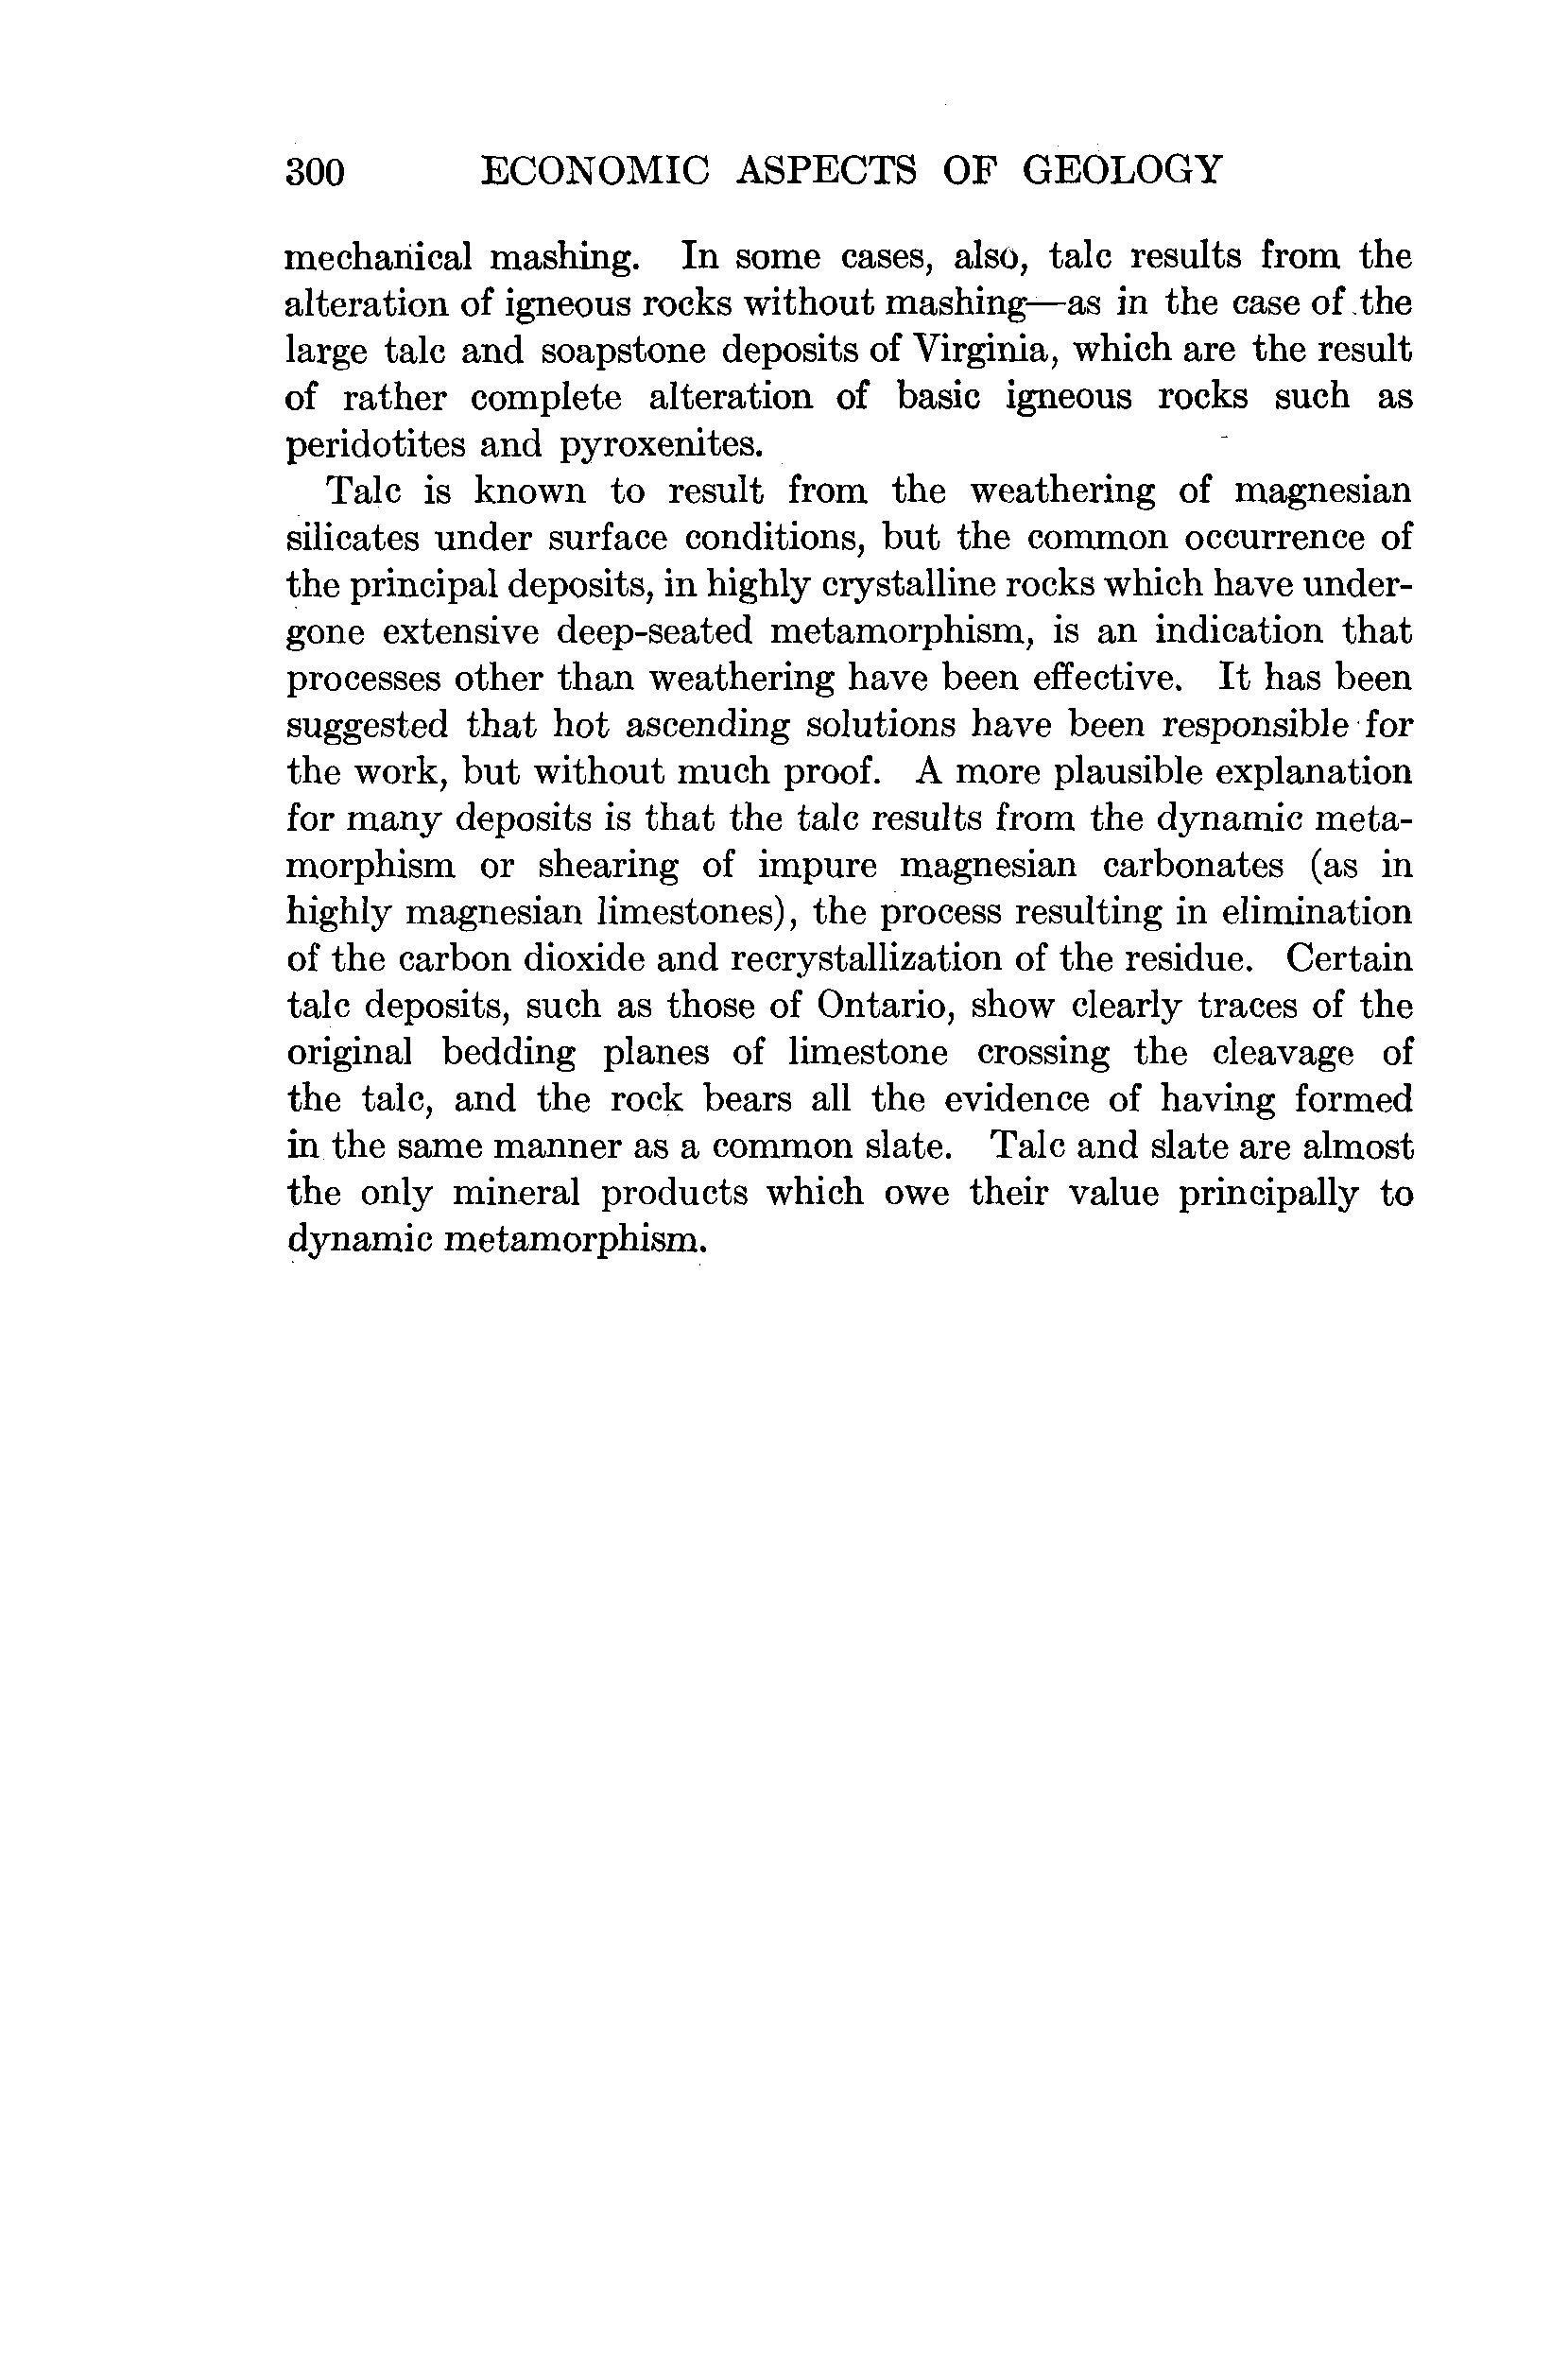 300 ECONOMIC ASPECTS OF GEOLOGY
mechanical mashing. In some cases, also, talc results from the
alteration of igneous rocks without mashing—as in the case of the
large talc and soapstone deposits of Virginia, which are the result
of rather complete alteration of basic igneous rocks such as
peridotites and pyroxenites.
Talc is known to result from the weathering of magnesian
silicates under surface conditions, but the common occurrence of
the principal deposits, in highly crystalline rocks which have under-
gone extensive deep-seated metamorphism, is an indication that
processes other than weathering have been effective. It has been
suggested that hot ascending solutions have been responsible for
the work, but without much proof. A more plausible explanation
for many deposits is that the talc results from the dynamic meta-
morphism or shearing of impure magnesian carbonates (as in
highly magnesian limestones), the process resulting in elimination
of the carbon dioxide and recrystallization of the residue. Certain
talc deposits, such as those of Ontario, show clearly traces of the
original bedding planes of limestone crossing the cleavage of
the talc, and the rock bears all the evidence of having formed
in the same manner as a common slate. Talc and slate are almost
the only mineral products which owe their value principally to
dynamic metamorphism.